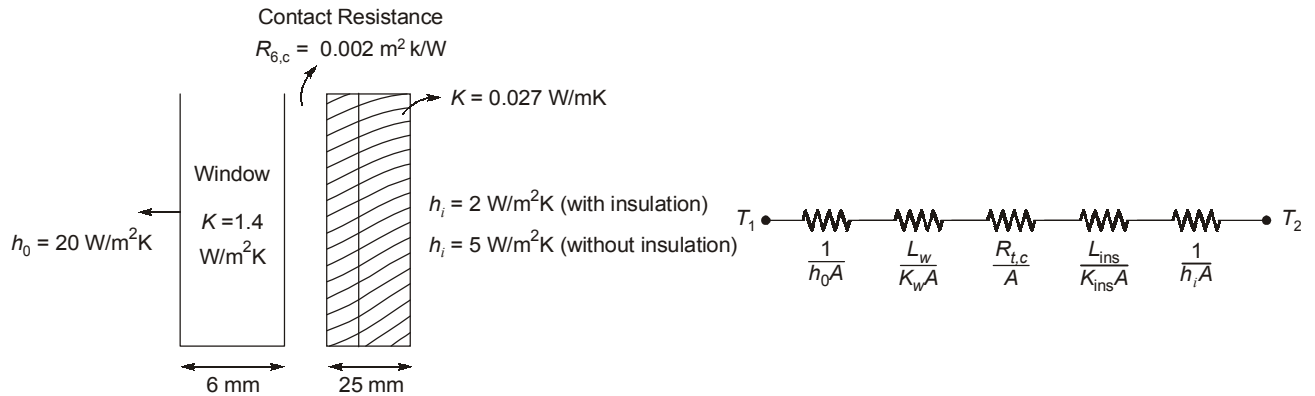 Contact Resistance
R6,c = 0.002 m² k/W
K = 0.027 W/mK
Window
K =1.4
W/m²K
h0 = 20 W/m²K
hi = 2 W/m²K (with insulation)
hi = 5 W/m²K (without insulation)
6 mm
25 mm
T1
T2
1/h0A
Lw/KwA
Rt,c/A
Lins/KinsA
1/hiA